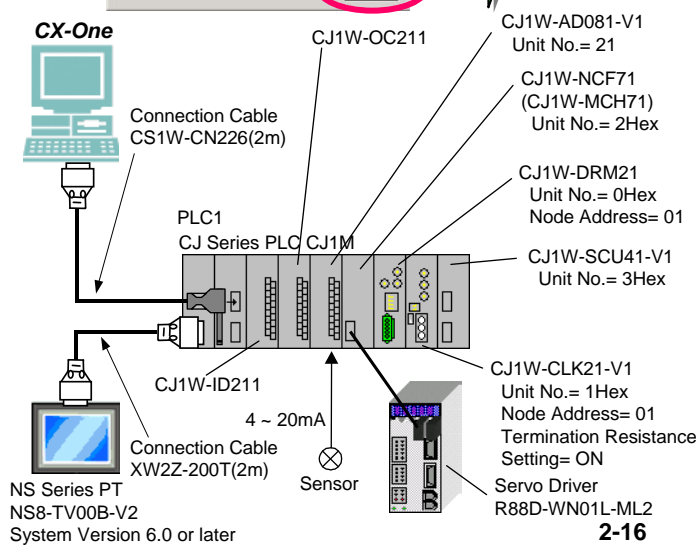 CX-One
CJ1W-OC211
CJ1W-AD081-V1
Unit No.= 21
CJ1W-NCF71
(CJ1W-MCH71)
Unit No.= 2Hex
Connection Cable
CS1W-CN226(2m)
CJ1W-DRM21
Unit No.= 0Hex
Node Address= 01
PLC1
CJ Series PLC CJ1M
CJ1W-SCU41-V1
Unit No.= 3Hex
CJ1W-ID211
CJ1W-CLK21-V1
Unit No.= 1Hex
Node Address= 01
Termination Resistance
Setting= ON
4 ~ 20mA
Connection Cable
XW2Z-200T(2m)
Sensor
Servo Driver
R88D-WN01L-ML2
NS Series PT
NS8-TV00B-V2
System Version 6.0 or later
2-16